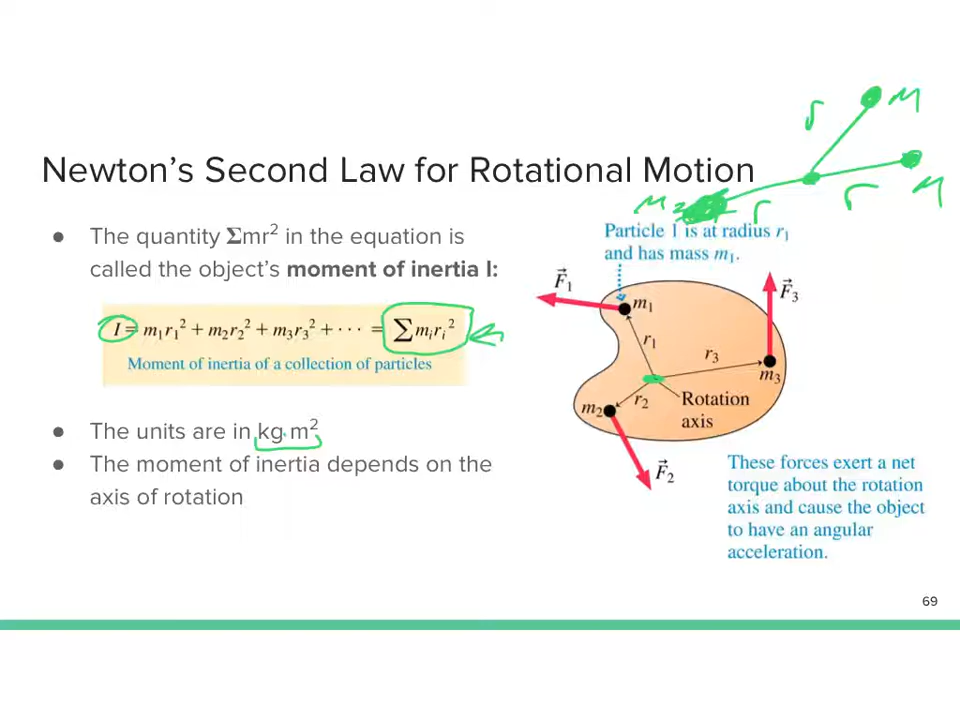 Newton's Second Law for Rotational Motion
● The quantity Σmr² in the equation is
called the object's moment of inertia I:
I = m₁r₁² + m₂r₂² + m₃r₃² + ··· = ∑mᵢrᵢ²
Moment of inertia of a collection of particles
● The units are in kg·m²
● The moment of inertia depends on the
axis of rotation
r
M
r
M
r
Particle 1 is at radius r₁
and has mass m₁.
F⃗₁
m₁
r₁
F⃗₃
r₃
m₃
m₂
r₂
Rotation
axis
F⃗₂
These forces exert a net
torque about the rotation
axis and cause the object
to have an angular
acceleration.
69